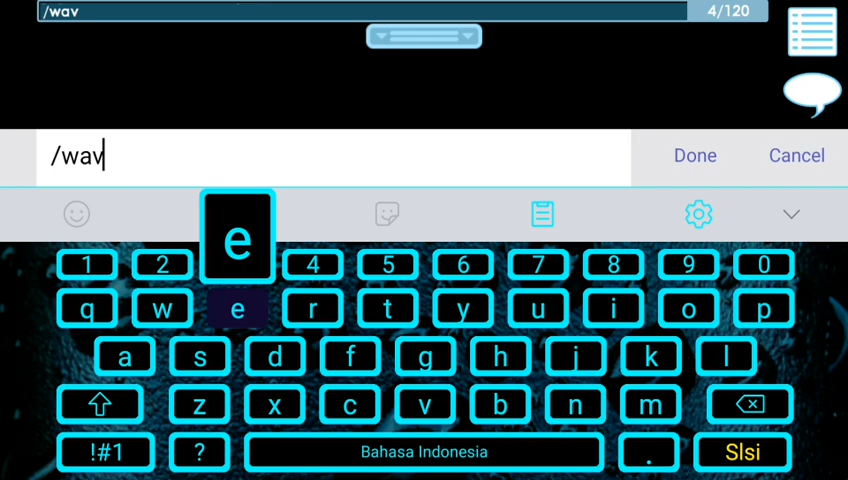 /wav 4/120
/wav Done Cancel
e
1 2 4 5 6 7 8 9 0
q w e r t y u i o p
a s d f g h j k l
z x c v b n m
!#1 ? Bahasa Indonesia . Slsi